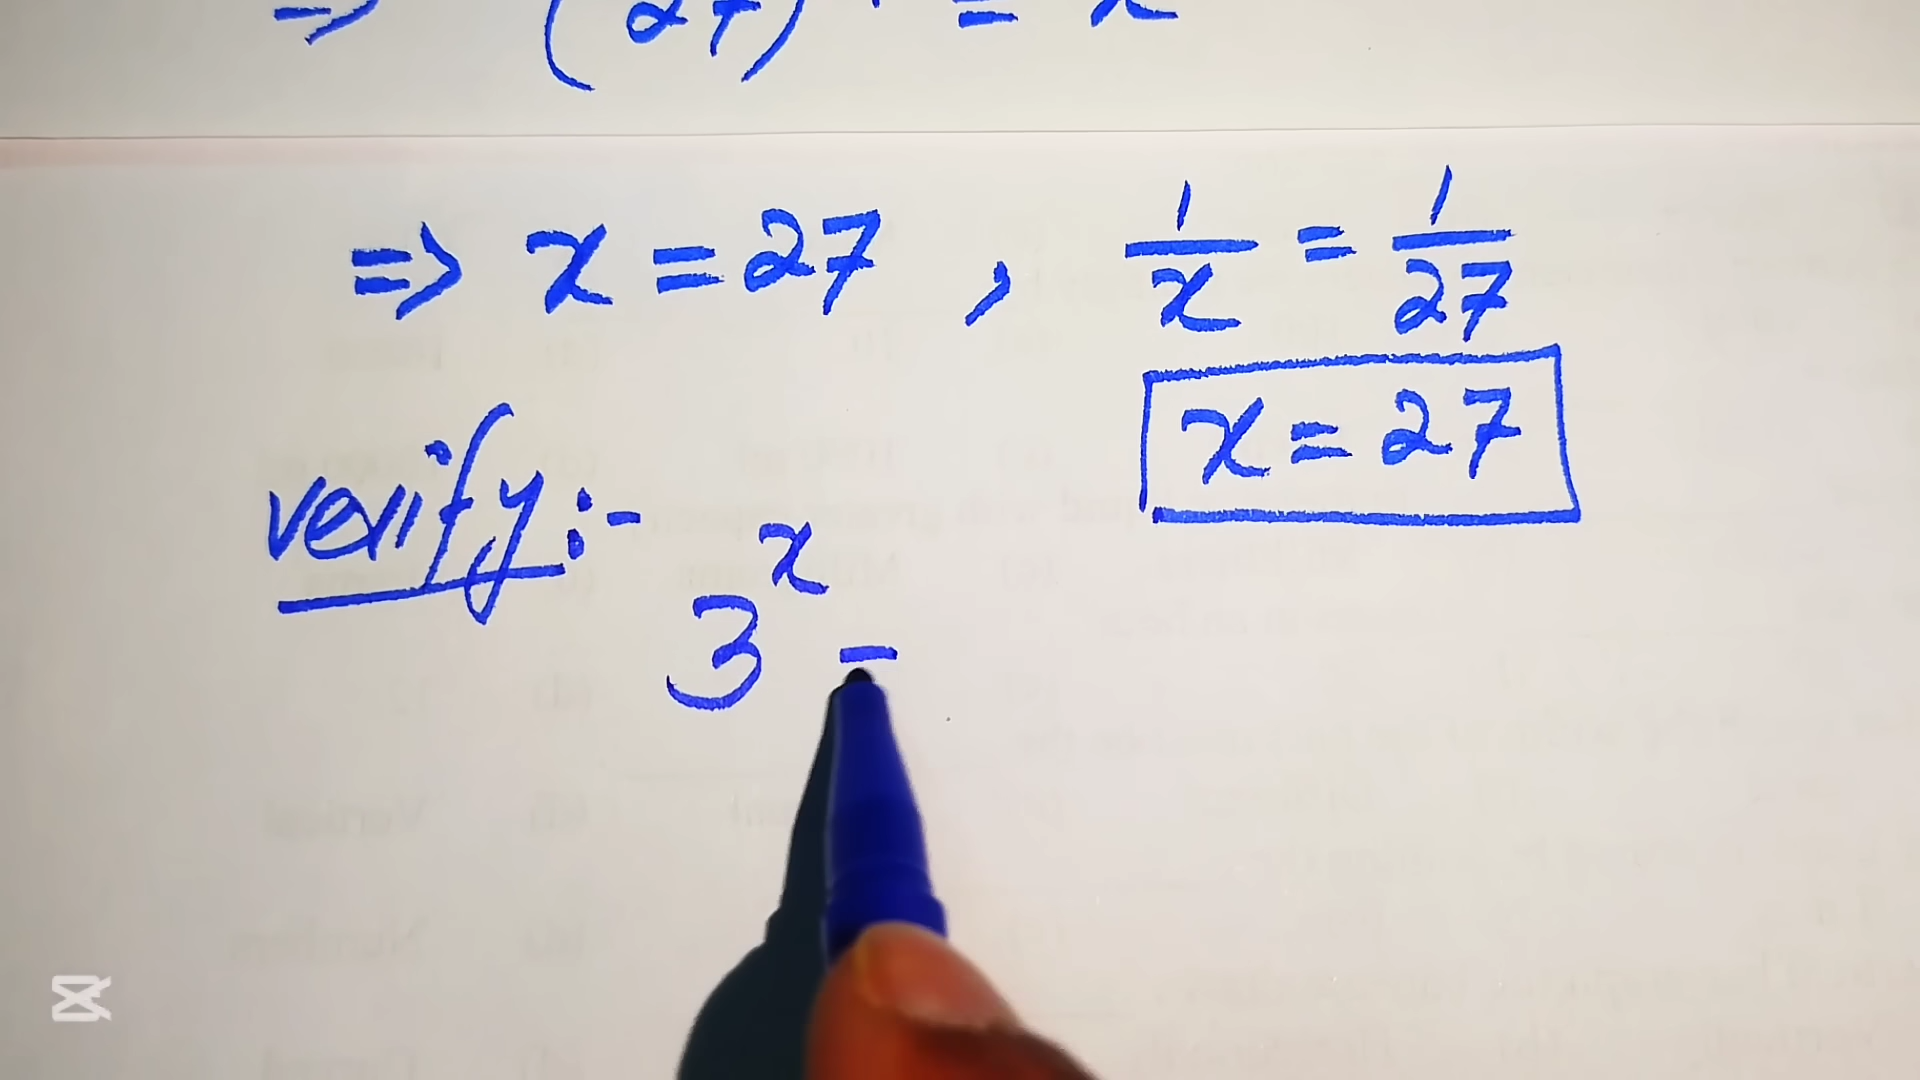 => x = 27 , 1/x = 1/27
x = 27
verify :-
3^x =